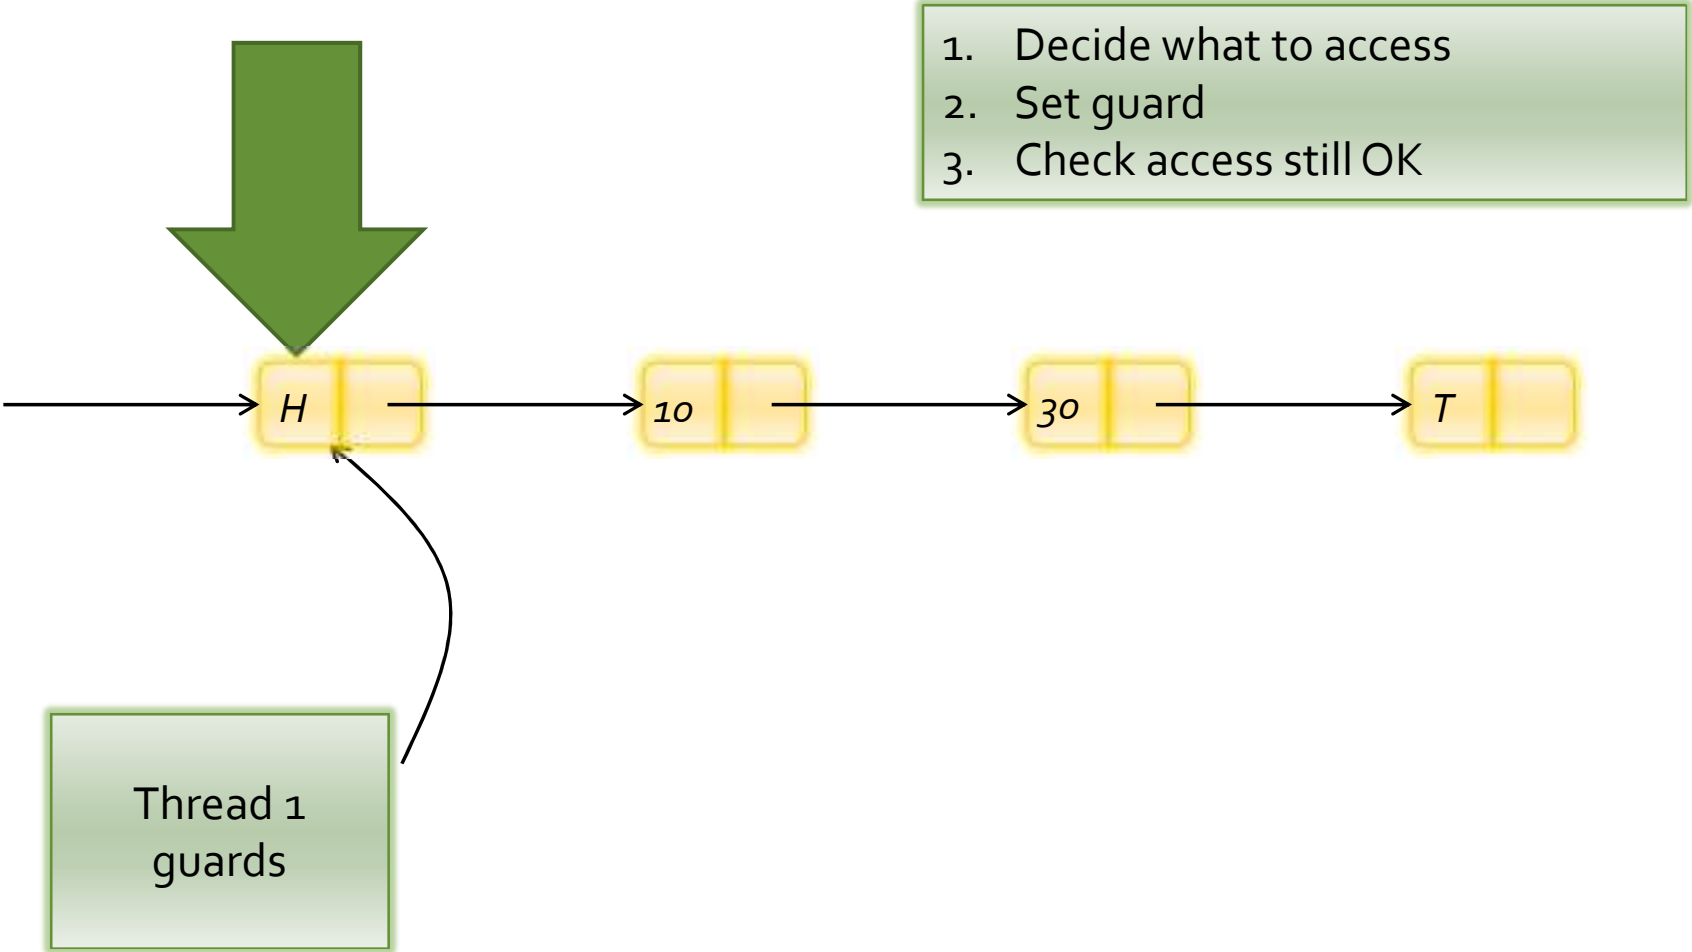 1. Decide what to access
2. Set guard
3. Check access still OK
H
10
30
T
Thread 1
guards